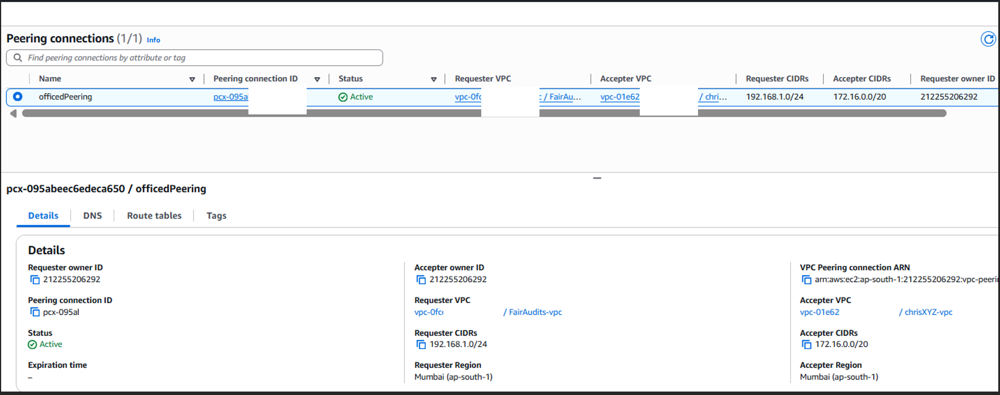 Peering connections (1/1) Info
Find peering connections by attribute or tag
Name Peering connection ID Status Requester VPC Accepter VPC Requester CIDRs Accepter CIDRs Requester owner ID
officedPeering pcx-095a Active vpc-0fc / FairAu... vpc-01e62 / chri... 192.168.1.0/24 172.16.0.0/20 212255206292
pcx-095abeec6edeca650 / officedPeering
Details DNS Route tables Tags
Details
Requester owner ID Accepter owner ID VPC Peering connection ARN
212255206292 212255206292 arn:aws:ec2:ap-south-1:212255206292:vpc-peeri
Peering connection ID Requester VPC Accepter VPC
pcx-095a vpc-0fc / FairAudits-vpc vpc-01e62 / chrisXYZ-vpc
Status Requester CIDRs Accepter CIDRs
Active 192.168.1.0/24 172.16.0.0/20
Expiration time Requester Region Accepter Region
– Mumbai (ap-south-1) Mumbai (ap-south-1)